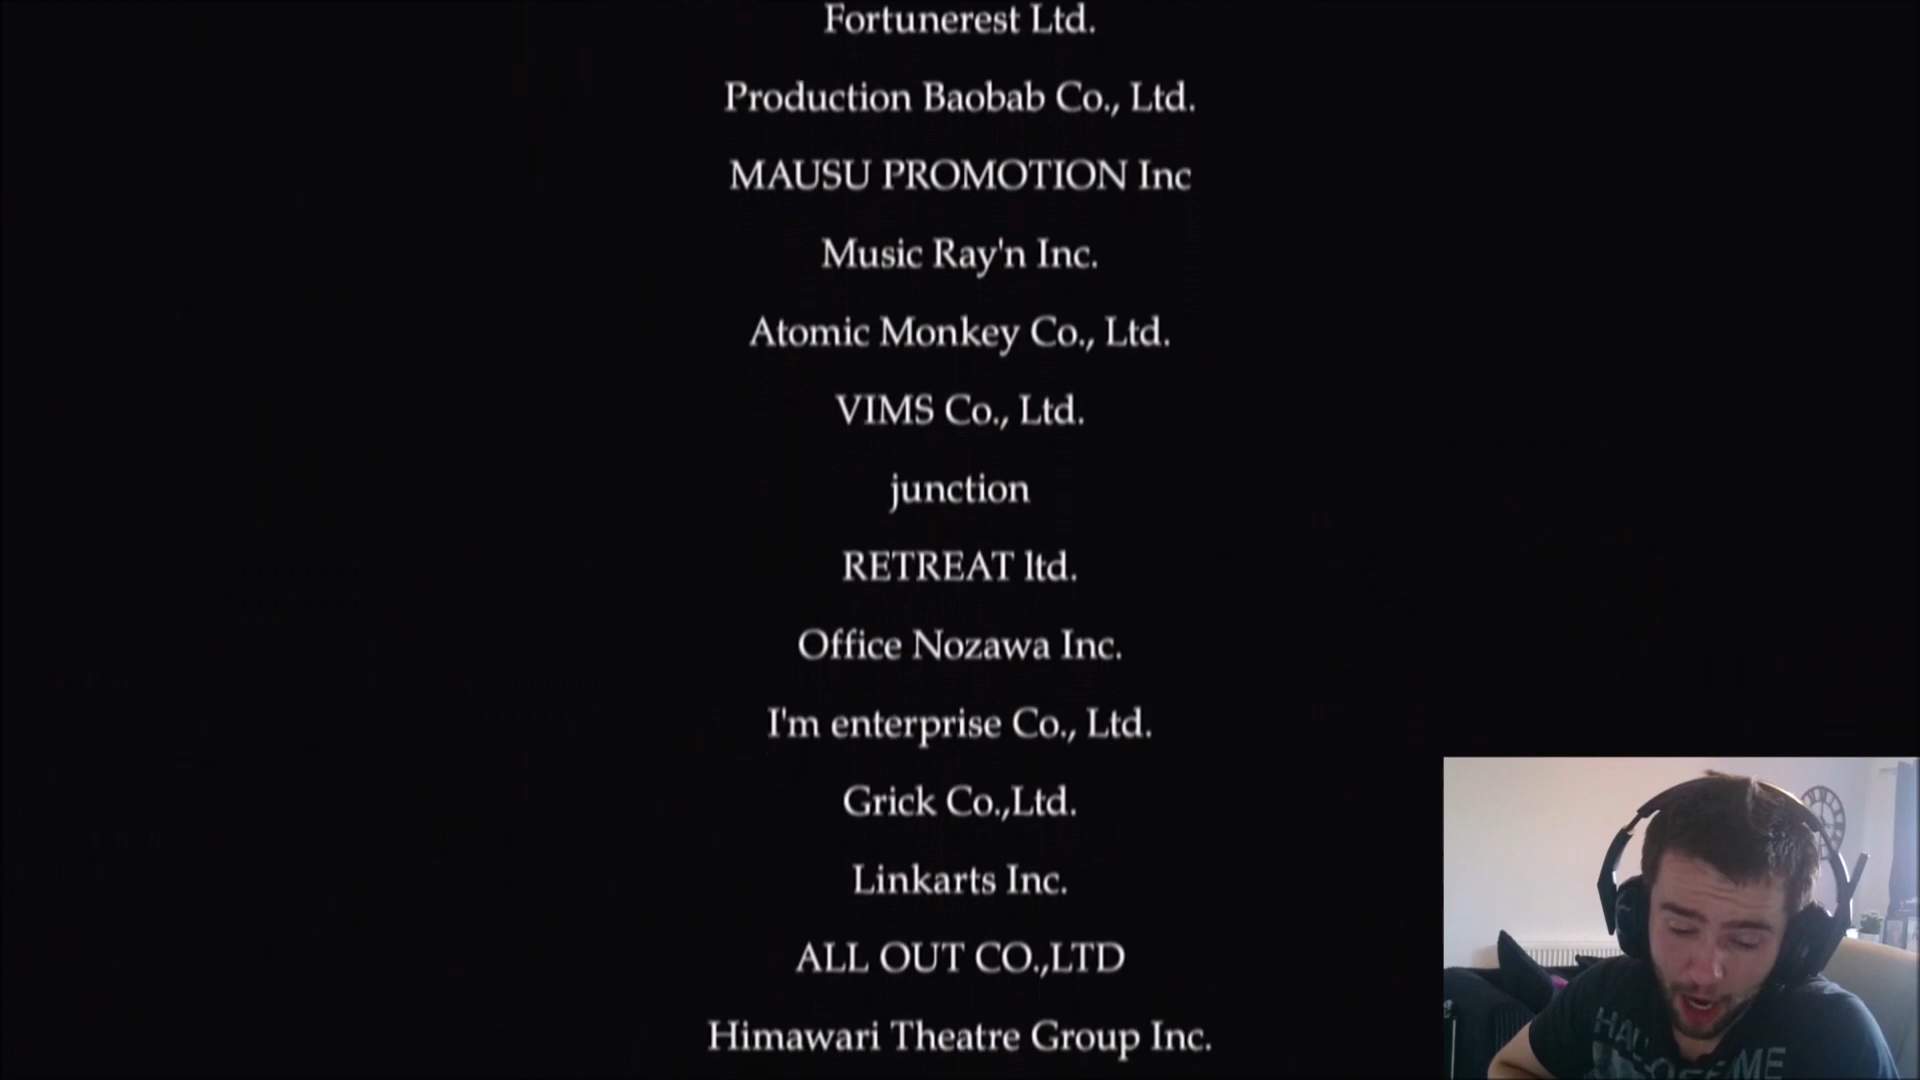 Fortunerest Ltd.
Production Baobab Co., Ltd.
MAUSU PROMOTION Inc
Music Ray'n Inc.
Atomic Monkey Co., Ltd.
VIMS Co., Ltd.
junction
RETREAT ltd.
Office Nozawa Inc.
I'm enterprise Co., Ltd.
Grick Co.,Ltd.
Linkarts Inc.
ALL OUT CO.,LTD
Himawari Theatre Group Inc.